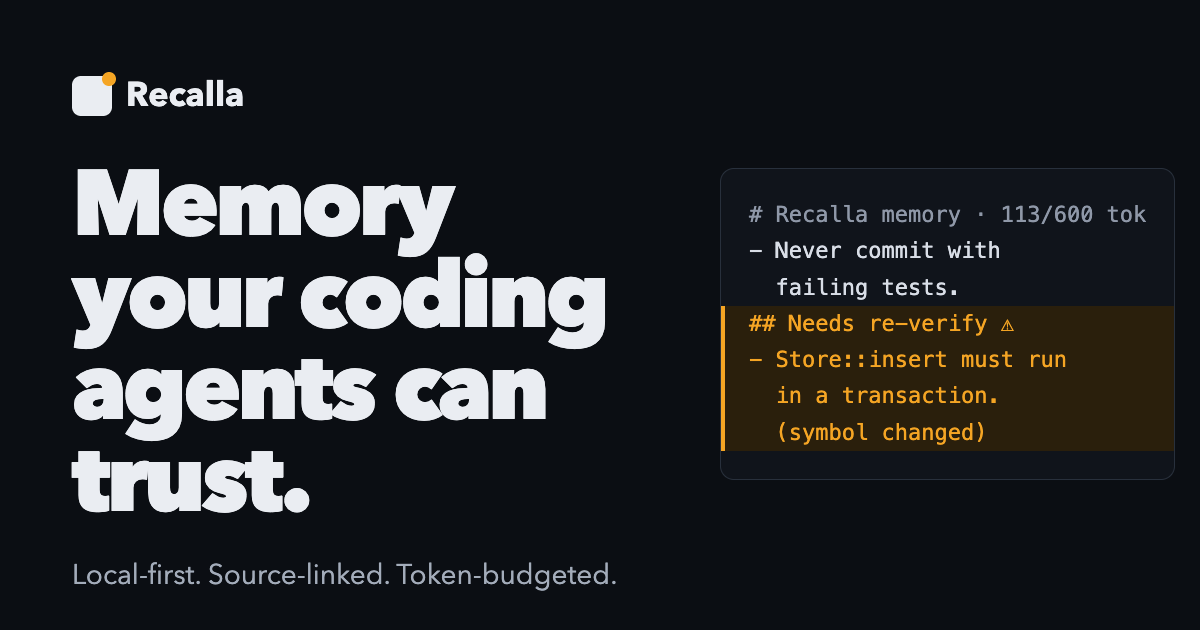 Recalla
Memory
your coding
agents can
trust.
Local-first. Source-linked. Token-budgeted.
# Recalla memory · 113/600 tok
– Never commit with
failing tests.
## Needs re-verify ⚠
– Store::insert must run
in a transaction.
(symbol changed)